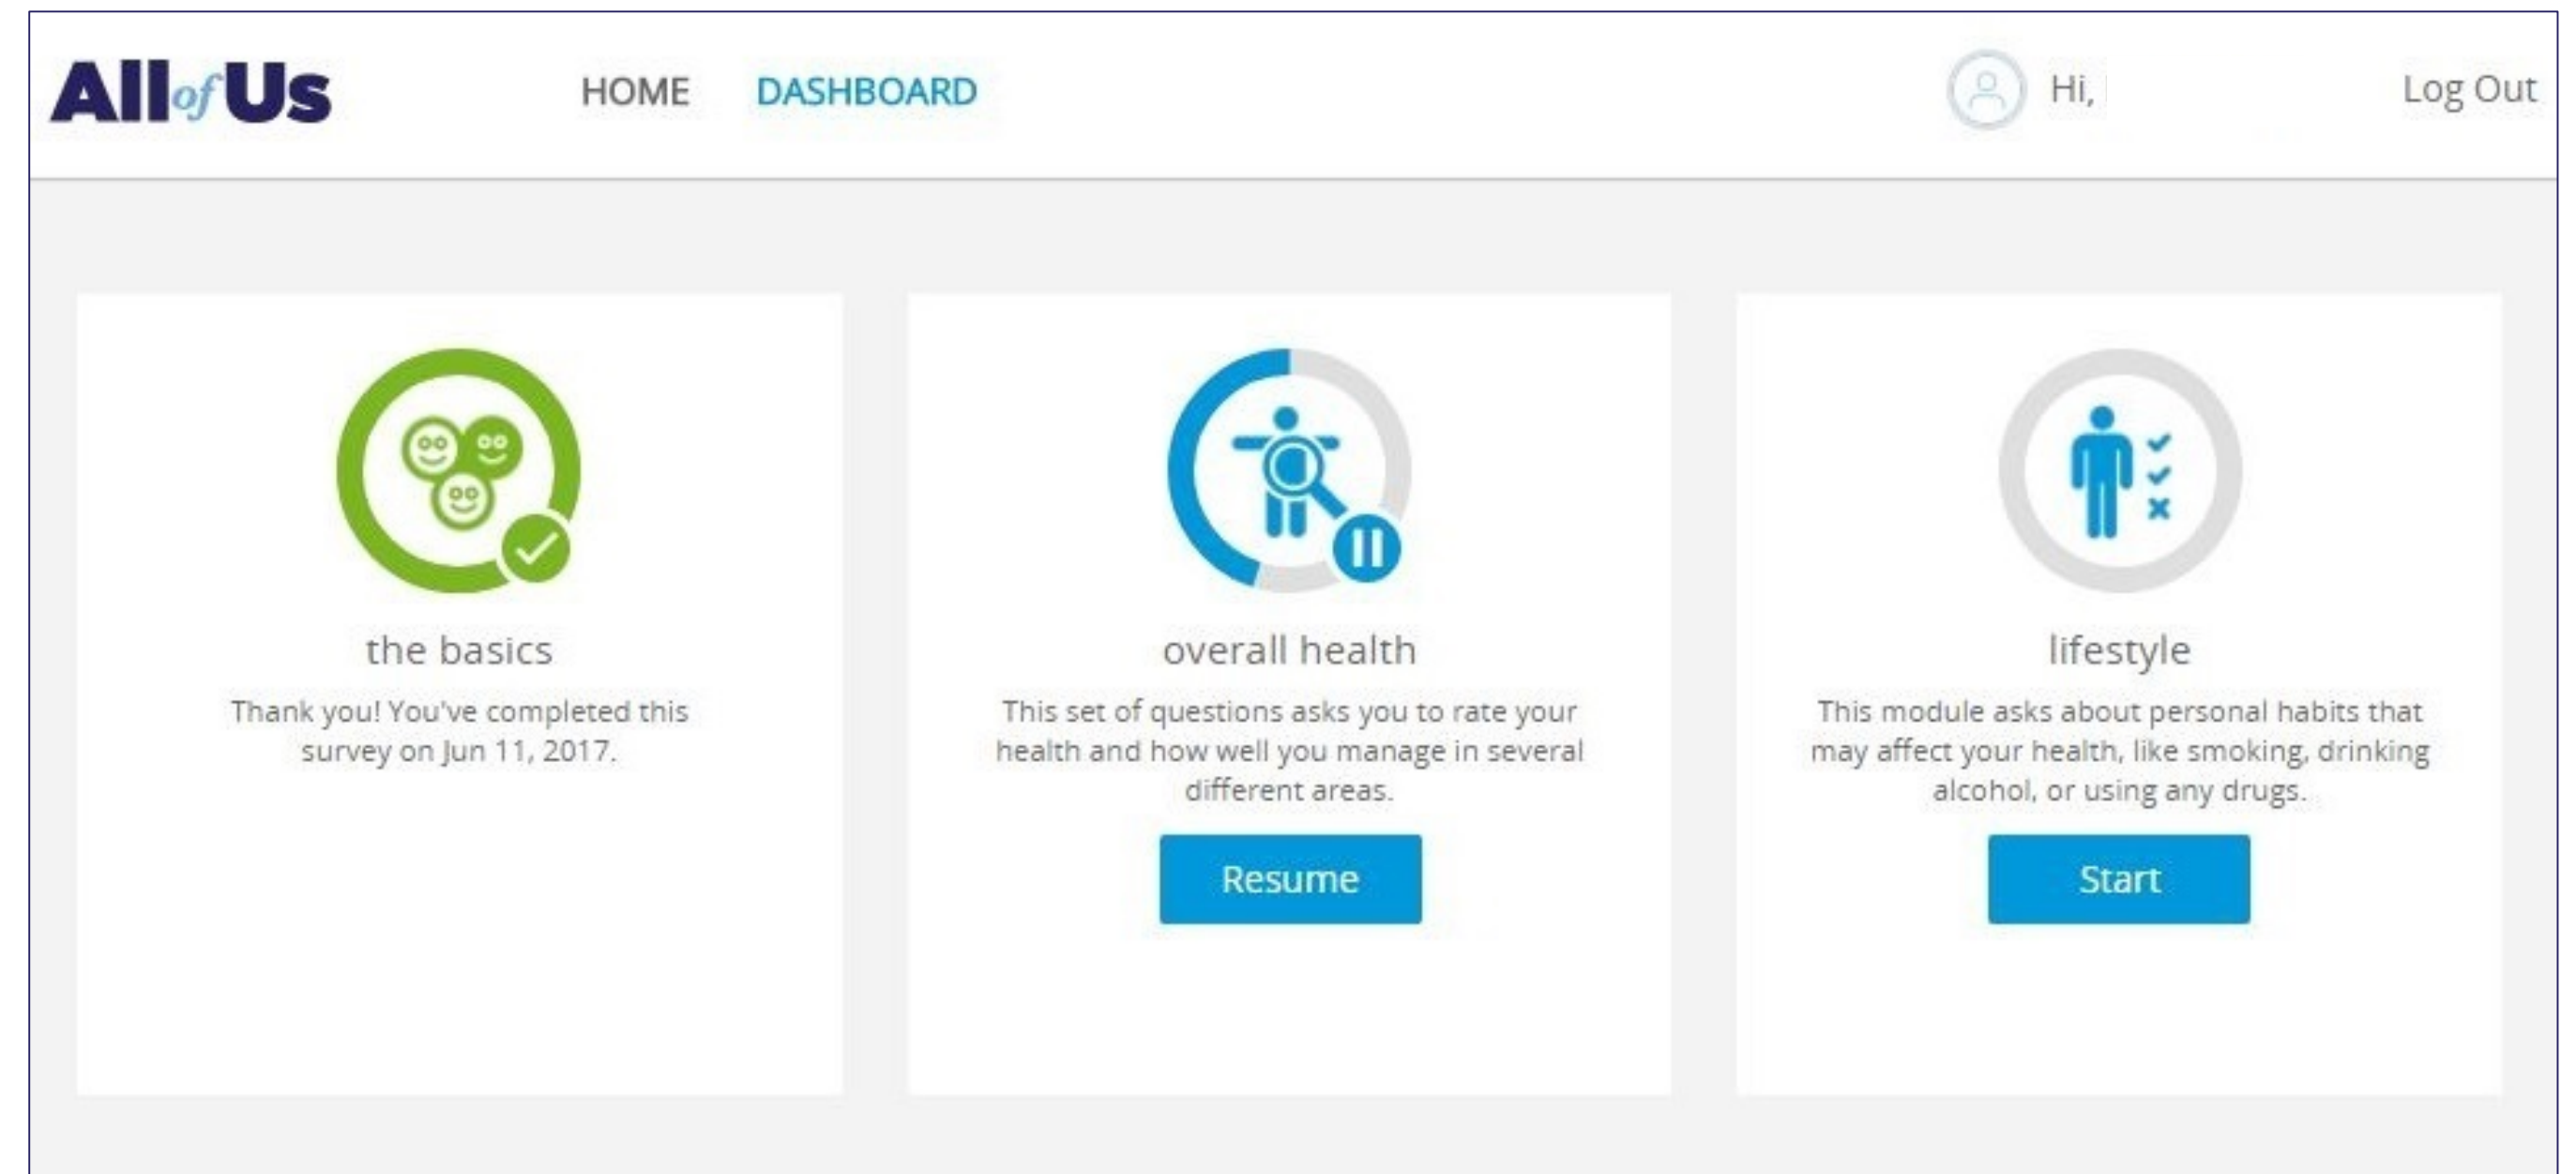 All of Us
HOME
DASHBOARD
Hi,
Log Out
the basics
Thank you! You've completed this
survey on Jun 11, 2017.
overall health
This set of questions asks you to rate your
health and how well you manage in several
different areas.
Resume
lifestyle
This module asks about personal habits that
may affect your health, like smoking, drinking
alcohol, or using any drugs.
Start